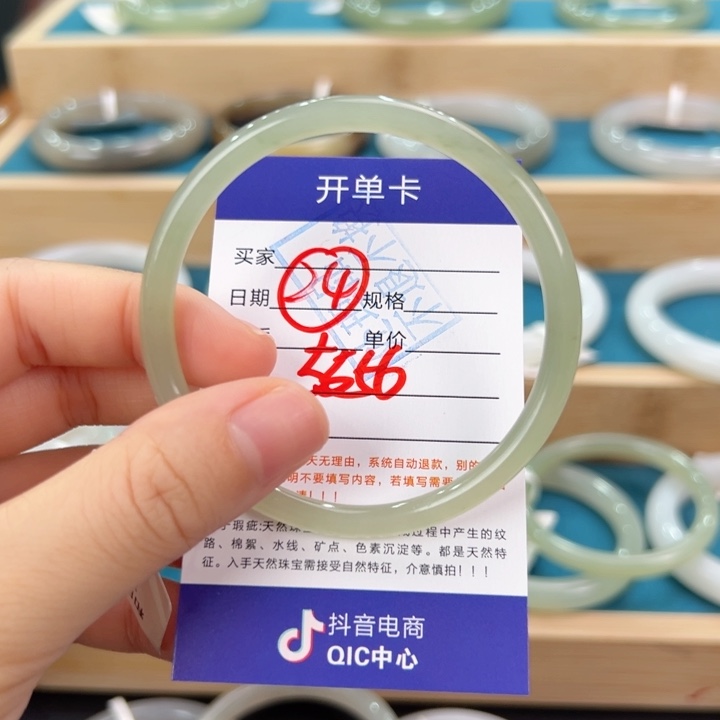 开单卡
买家
日期 24 规格
单价
天无理由，系统自动退款，别的
明不要填写内容，若填写需要
请！！！
瑕疵:天然珠 过程中产生的纹
路、棉絮、水线、矿点、色素沉淀等。都是天然特
征。入手天然珠宝需接受自然特征，介意慎拍！！！
抖音电商
QIC中心